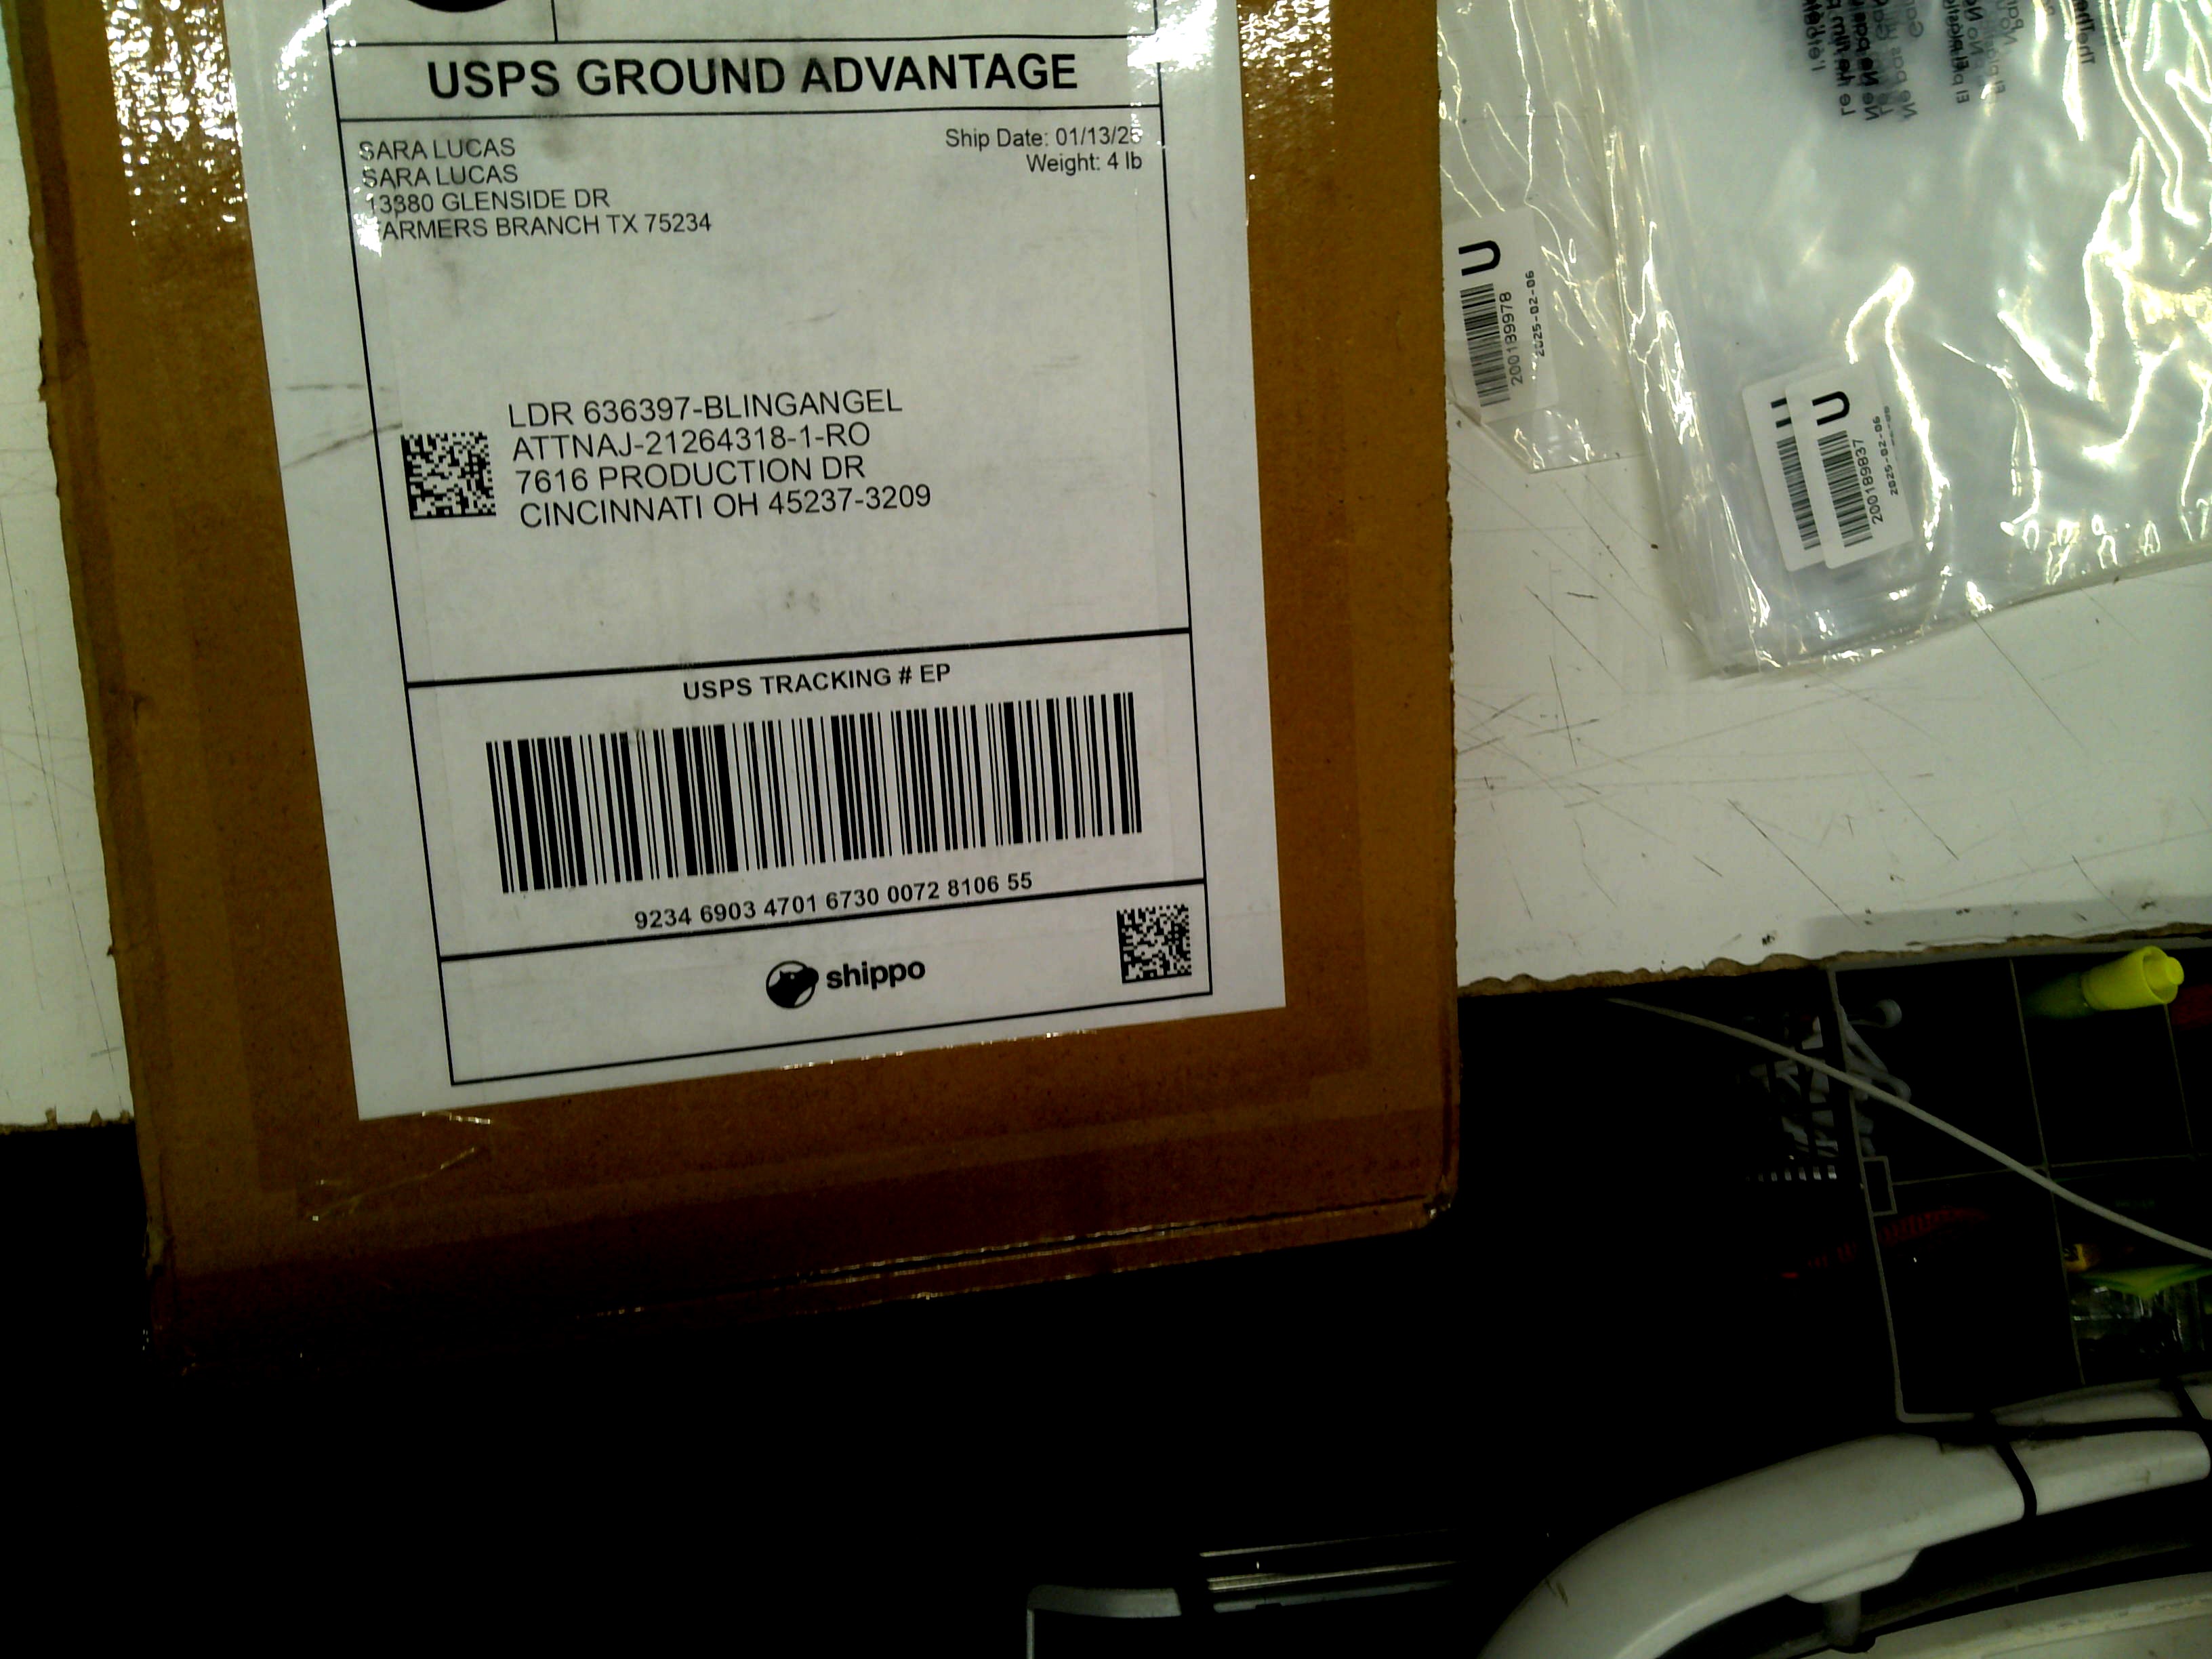 USPS GROUND ADVANTAGE
SARA LUCAS
SARA LUCAS
13380 GLENSIDE DR
FARMERS BRANCH TX 75234
Ship Date: 01/13/25
Weight: 4 lb
LDR 636397-BLINGANGEL
ATTNAJ-21264318-1-RO
7616 PRODUCTION DR
CINCINNATI OH 45237-3209
USPS TRACKING # EP
9234 6903 4701 6730 0072 8106 55
shippo
U
200189978
2025-02-06
U
200189837
2025-02-06